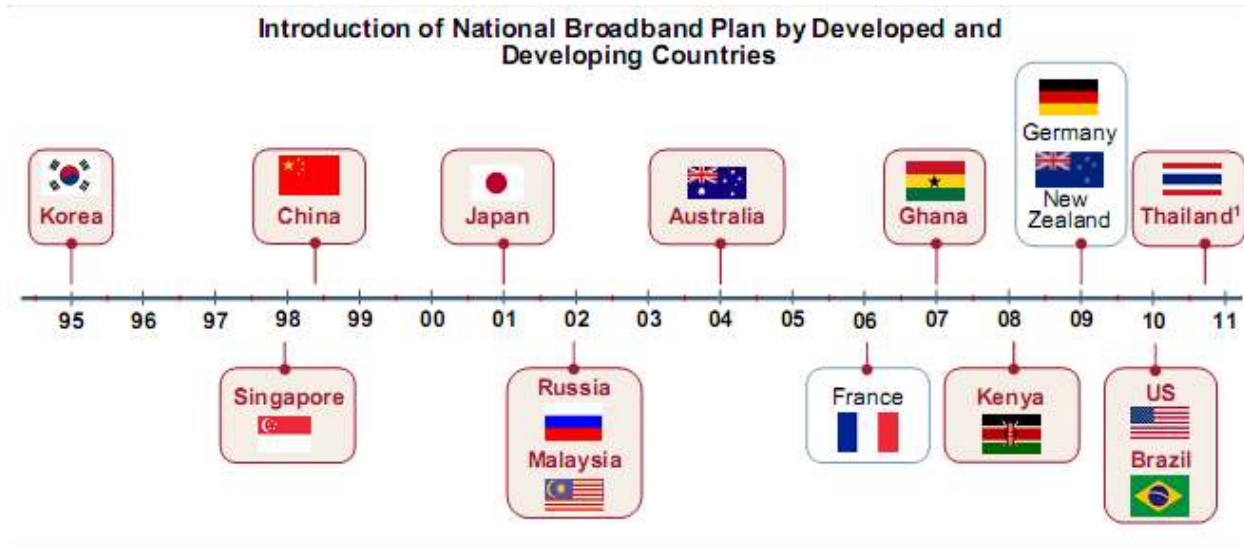 Introduction of National Broadband Plan by Developed and
Developing Countries
Korea
China
Japan
Australia
Ghana
Germany
New
Zealand
Thailand¹
95 96 97 98 99 00 01 02 03 04 05 06 07 08 09 10 11
Singapore
Russia
Malaysia
France
Kenya
US
Brazil